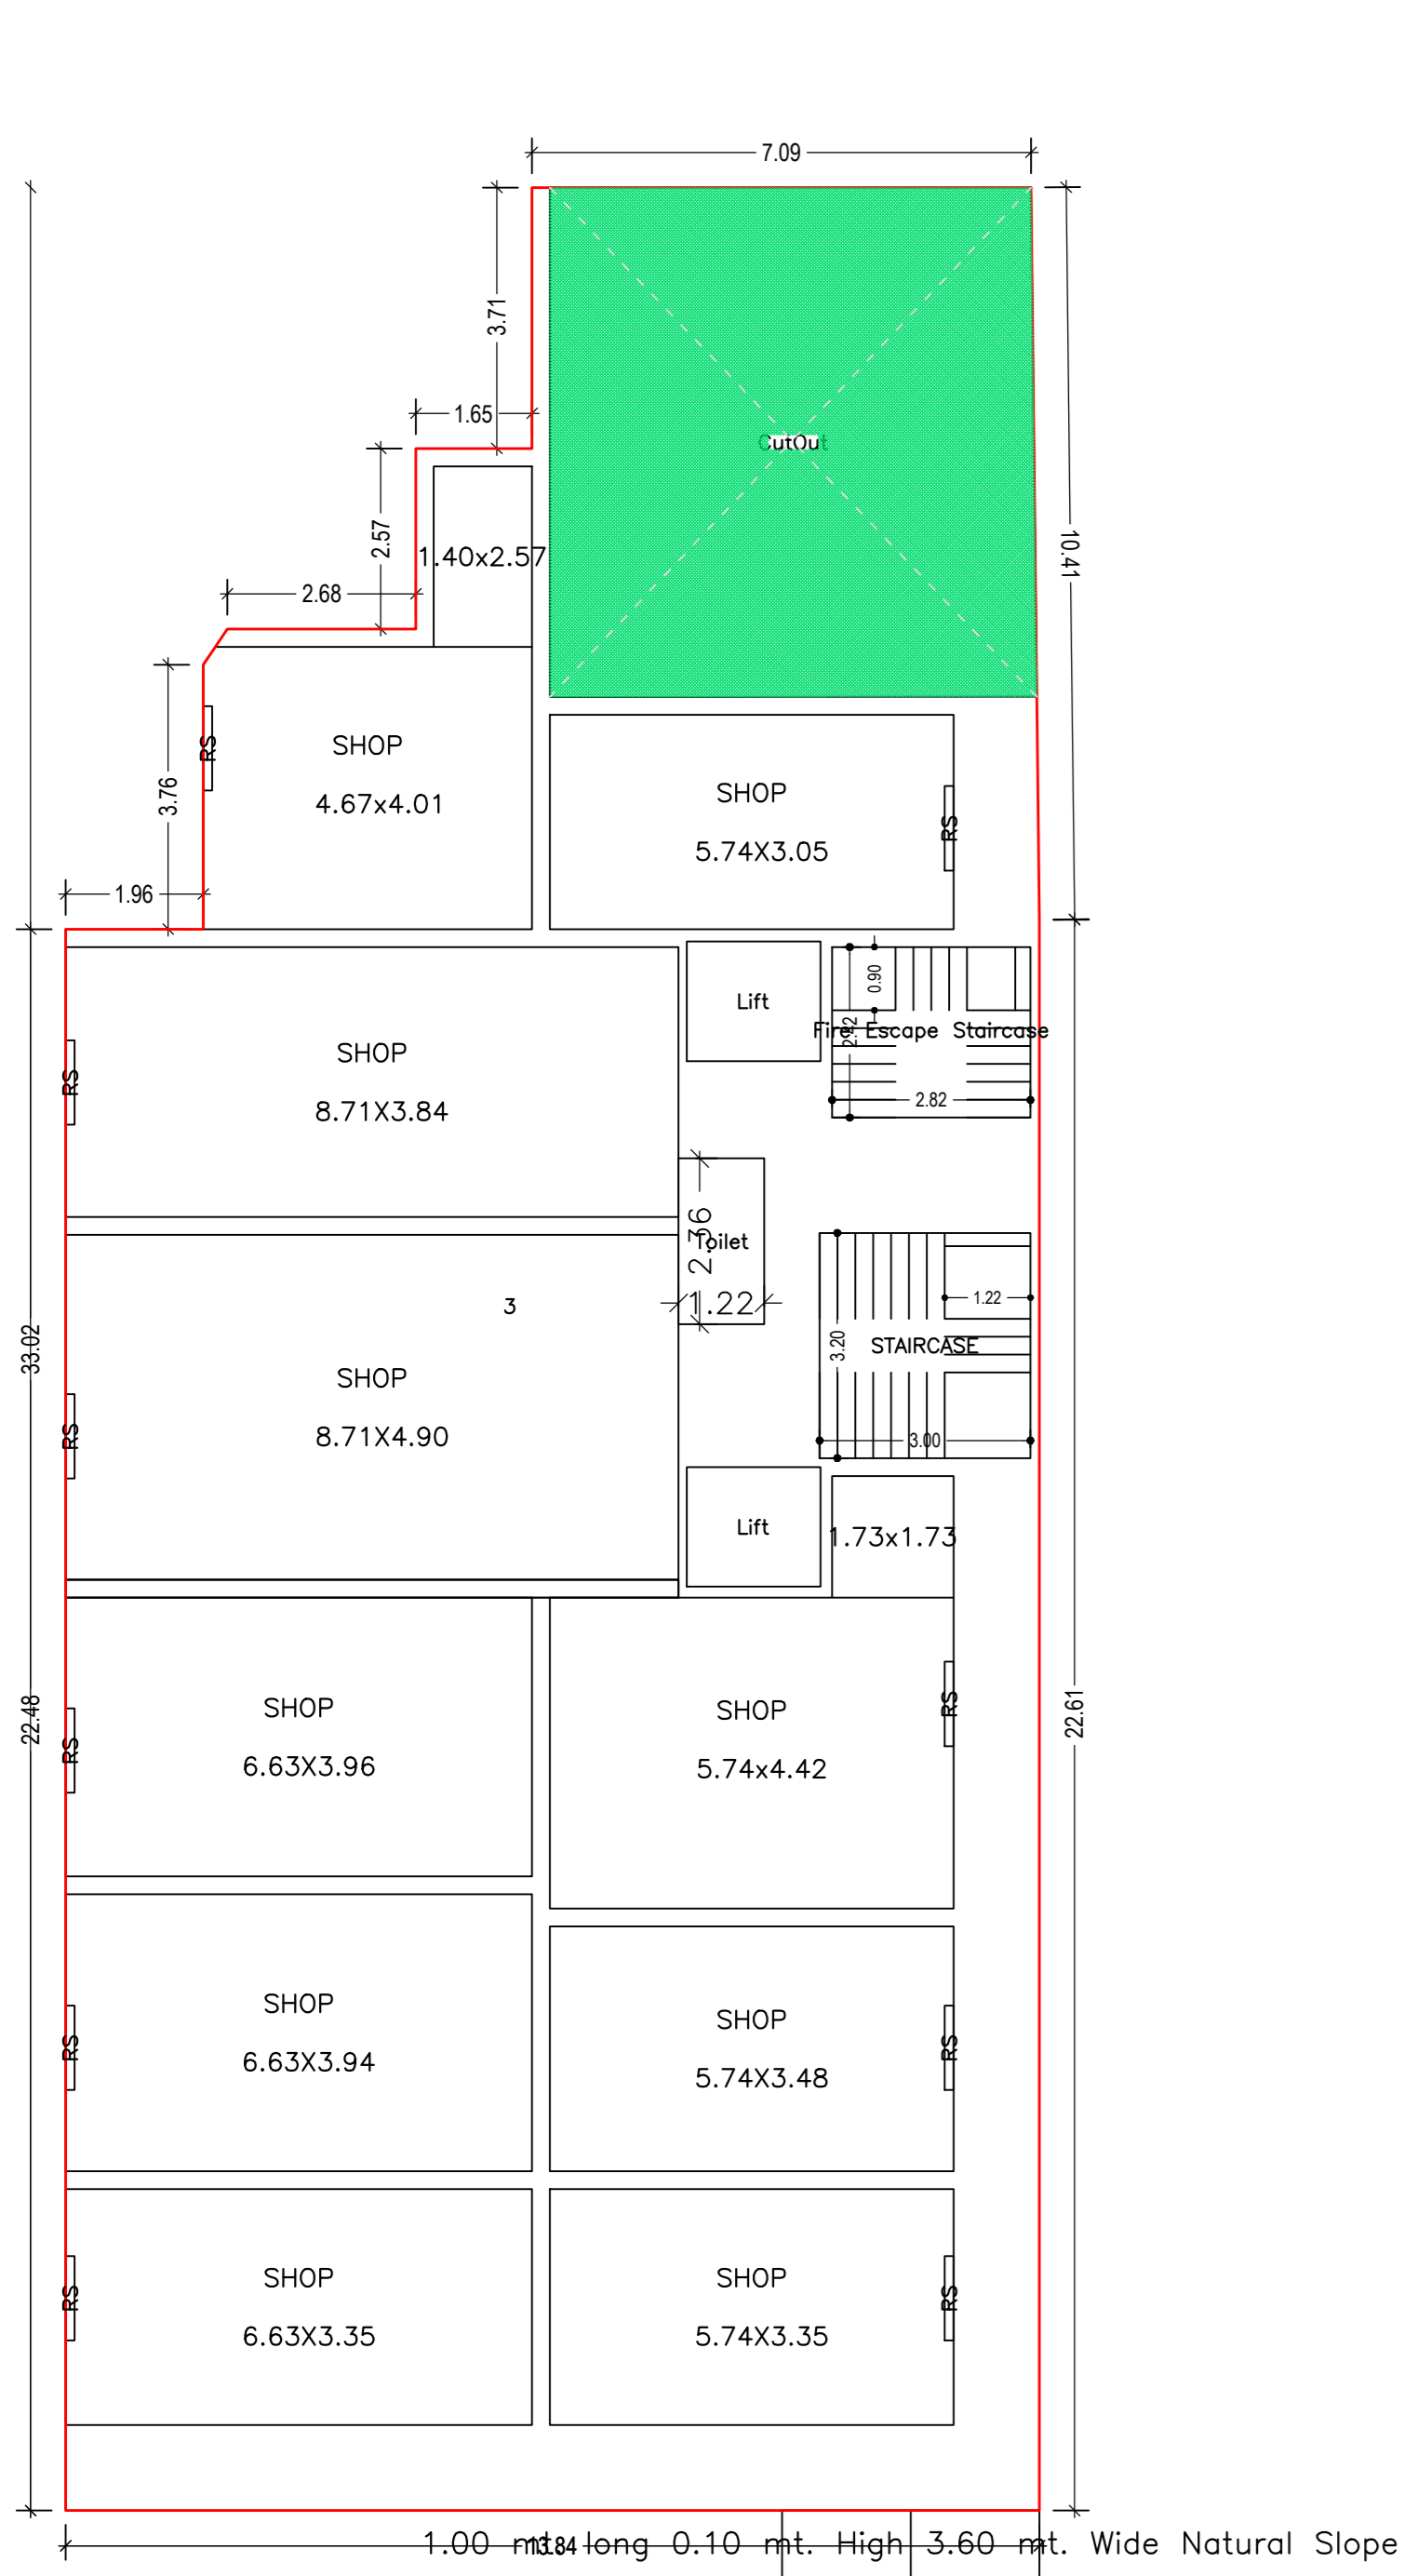 7.09
3.71
1.65
CutOut
2.57
1.40x2.57
10.41
2.68
SHOP
4.67x4.01
RS
3.76
SHOP
5.74X3.05
RS
1.96
Lift
0.90
2.42
Fire Escape Staircase
2.82
SHOP
8.71X3.84
RS
2.36
Toilet
1.22
1.22
3
3.20
STAIRCASE
3.00
33.02
SHOP
8.71X4.90
RS
Lift
1.73x1.73
22.48
SHOP
6.63X3.96
RS
SHOP
5.74x4.42
RS
22.61
SHOP
6.63X3.94
RS
SHOP
5.74X3.48
RS
SHOP
6.63X3.35
RS
SHOP
5.74X3.35
RS
13.84
1.00 mt. long 0.10 mt. High 3.60 mt. Wide Natural Slope